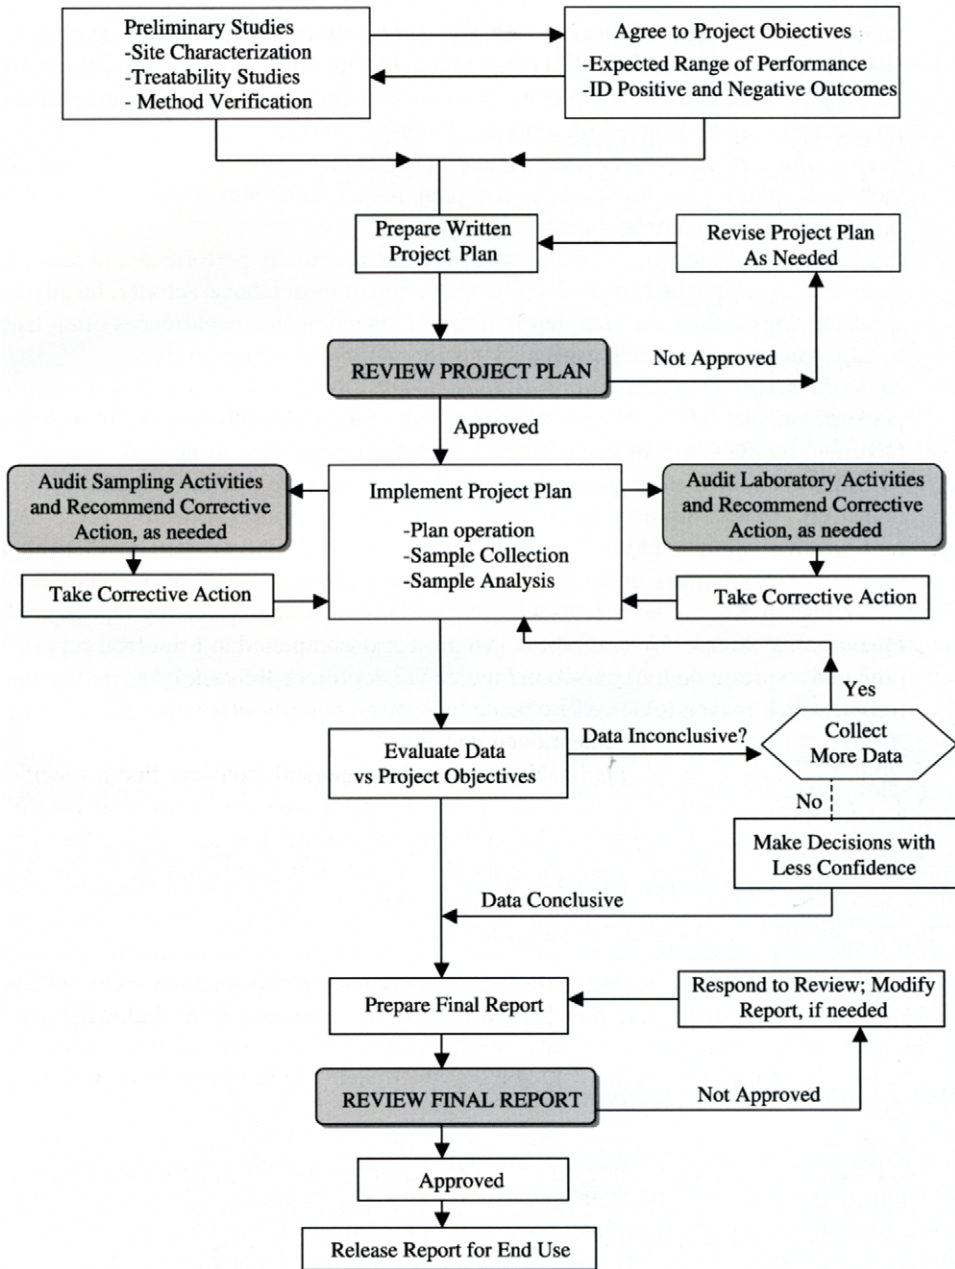 Preliminary Studies
-Site Characterization
-Treatability Studies
- Method Verification
Agree to Project Objectives
-Expected Range of Performance
-ID Positive and Negative Outcomes
Prepare Written
Project Plan
Revise Project Plan
As Needed
REVIEW PROJECT PLAN
Not Approved
Approved
Audit Sampling Activities
and Recommend Corrective
Action, as needed
Implement Project Plan
-Plan operation
-Sample Collection
-Sample Analysis
Audit Laboratory Activities
and Recommend Corrective
Action, as needed
Take Corrective Action
Take Corrective Action
Yes
Evaluate Data
vs Project Objectives
Data Inconclusive?
Collect
More Data
No
Make Decisions with
Less Confidence
Data Conclusive
Prepare Final Report
Respond to Review; Modify
Report, if needed
REVIEW FINAL REPORT
Not Approved
Approved
Release Report for End Use